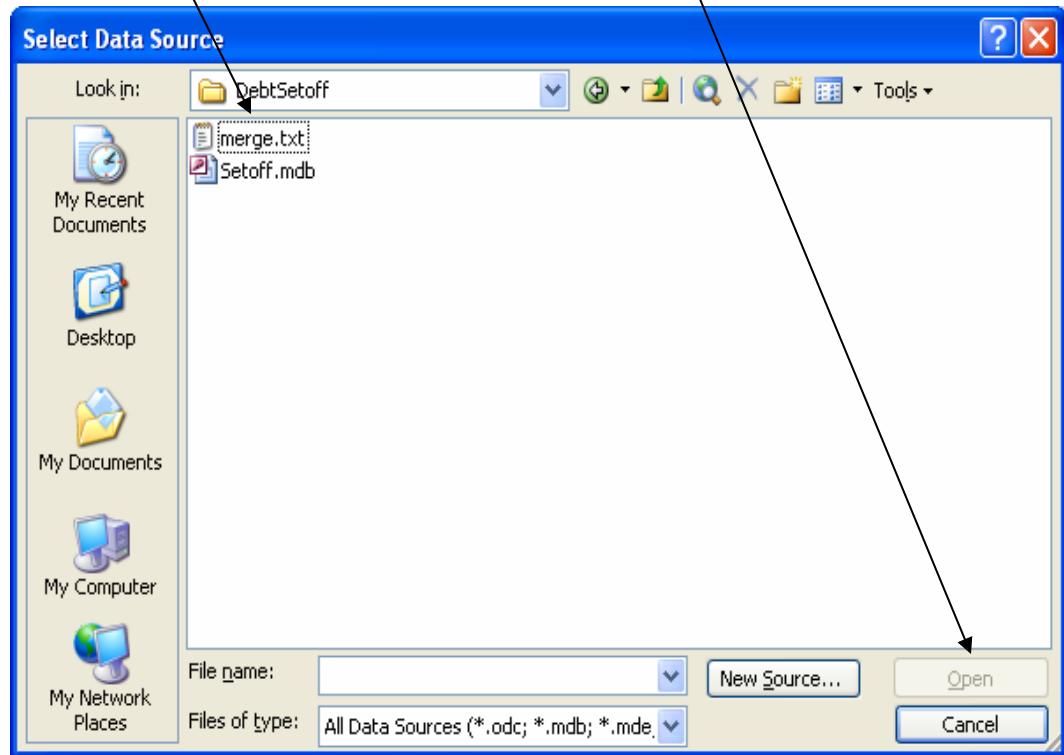 Select Data Source
Look in:
DebtSetoff
Tools
merge.txt
Setoff.mdb
My Recent
Documents
Desktop
My Documents
My Computer
My Network
Places
File name:
New Source...
Open
Files of type:
All Data Sources (*.odc; *.mdb; *.mde;
Cancel